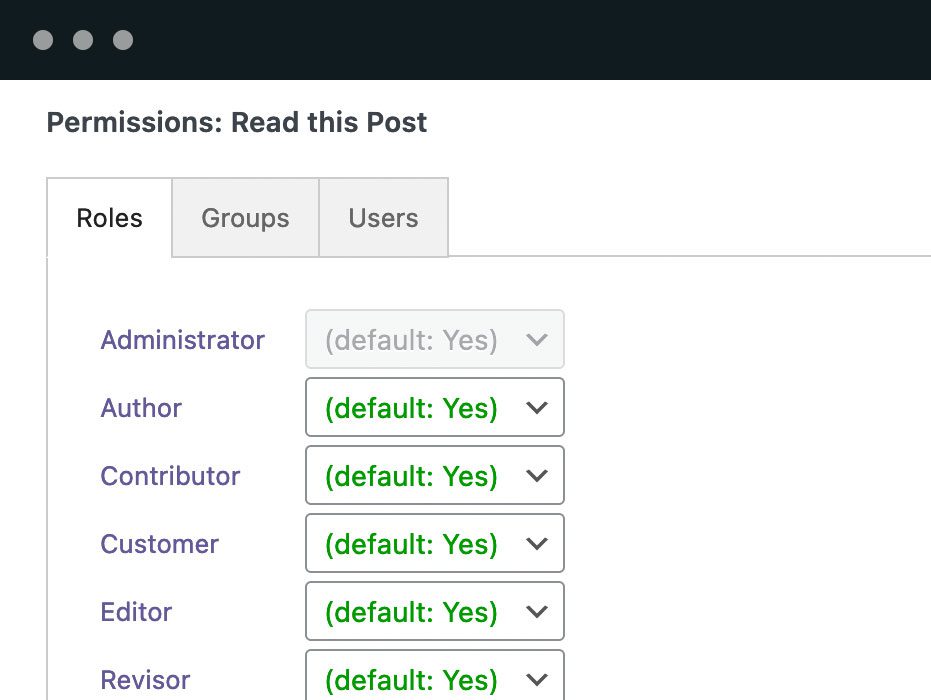 Permissions: Read this Post
Roles Groups Users
Administrator (default: Yes)
Author (default: Yes)
Contributor (default: Yes)
Customer (default: Yes)
Editor (default: Yes)
Revisor (default: Yes)